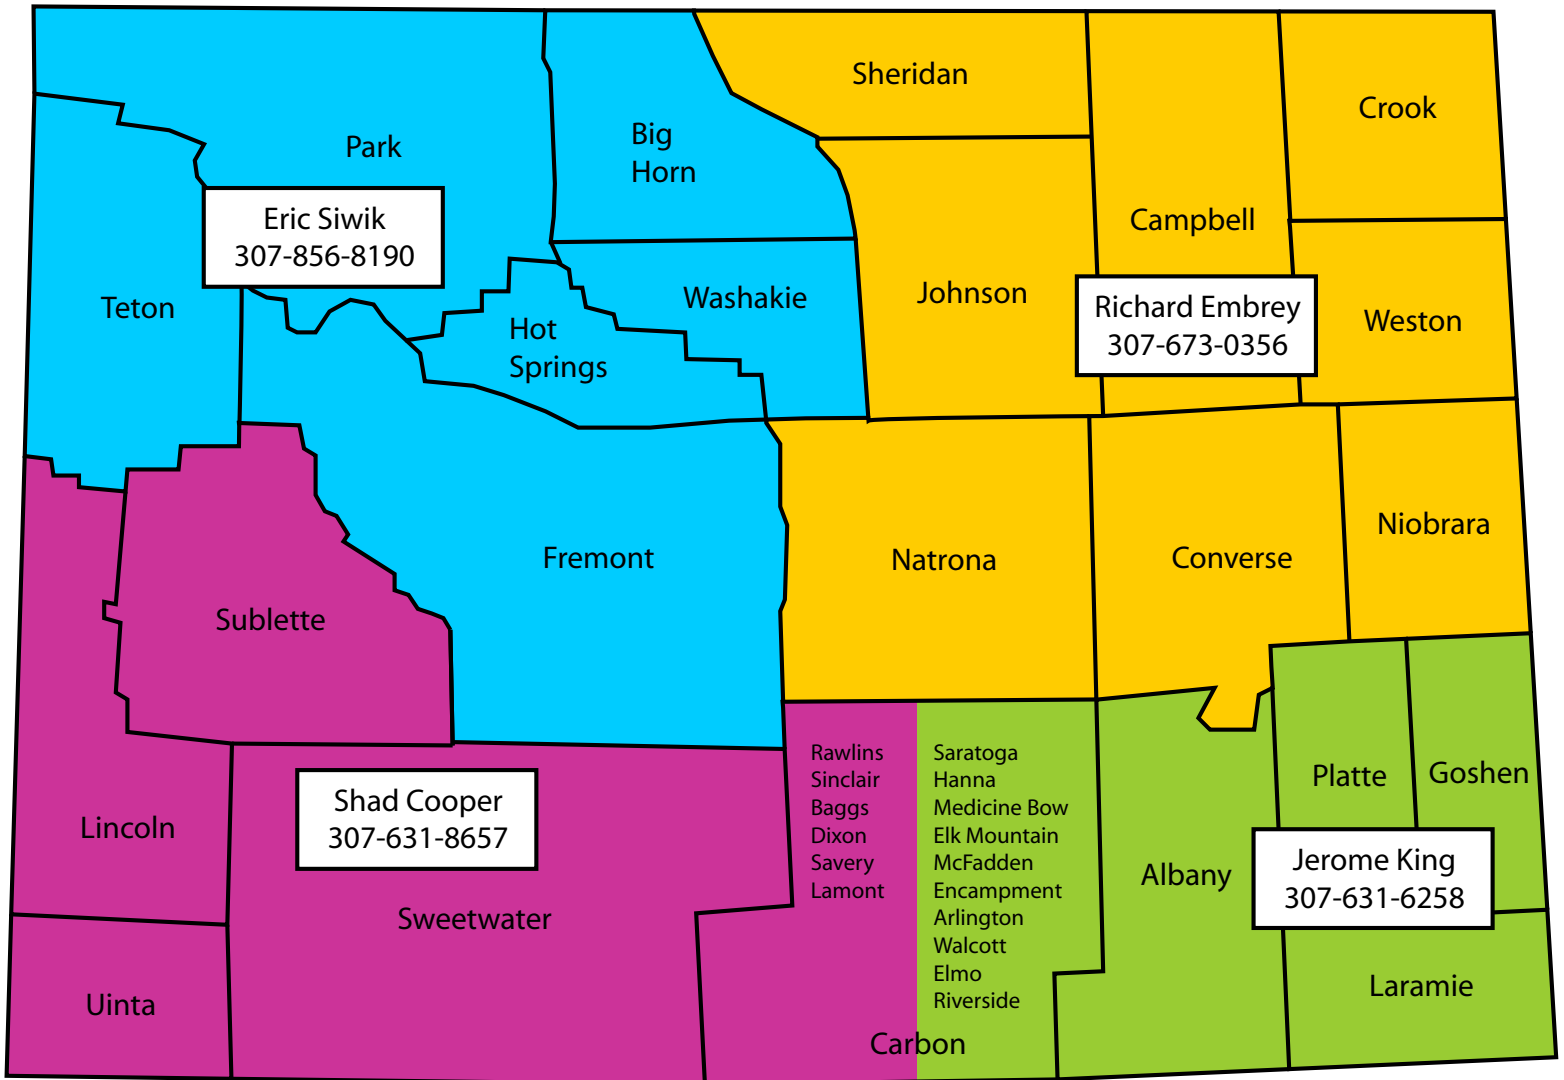 Sheridan
Crook
Park
Big
Horn
Eric Siwik
307-856-8190
Campbell
Teton
Washakie
Johnson
Richard Embrey
307-673-0356
Weston
Hot
Springs
Fremont
Natrona
Converse
Niobrara
Sublette
Rawlins
Sinclair
Baggs
Dixon
Savery
Lamont
Saratoga
Hanna
Medicine Bow
Elk Mountain
McFadden
Encampment
Arlington
Walcott
Elmo
Riverside
Platte
Goshen
Shad Cooper
307-631-8657
Lincoln
Albany
Jerome King
307-631-6258
Sweetwater
Uinta
Laramie
Carbon